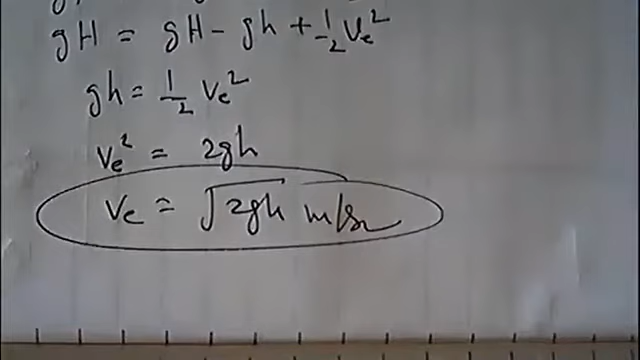 gH = gH - gh + 1/2 Ve²
gh = 1/2 Ve²
Ve² = 2gh
Ve = √2gh m/s